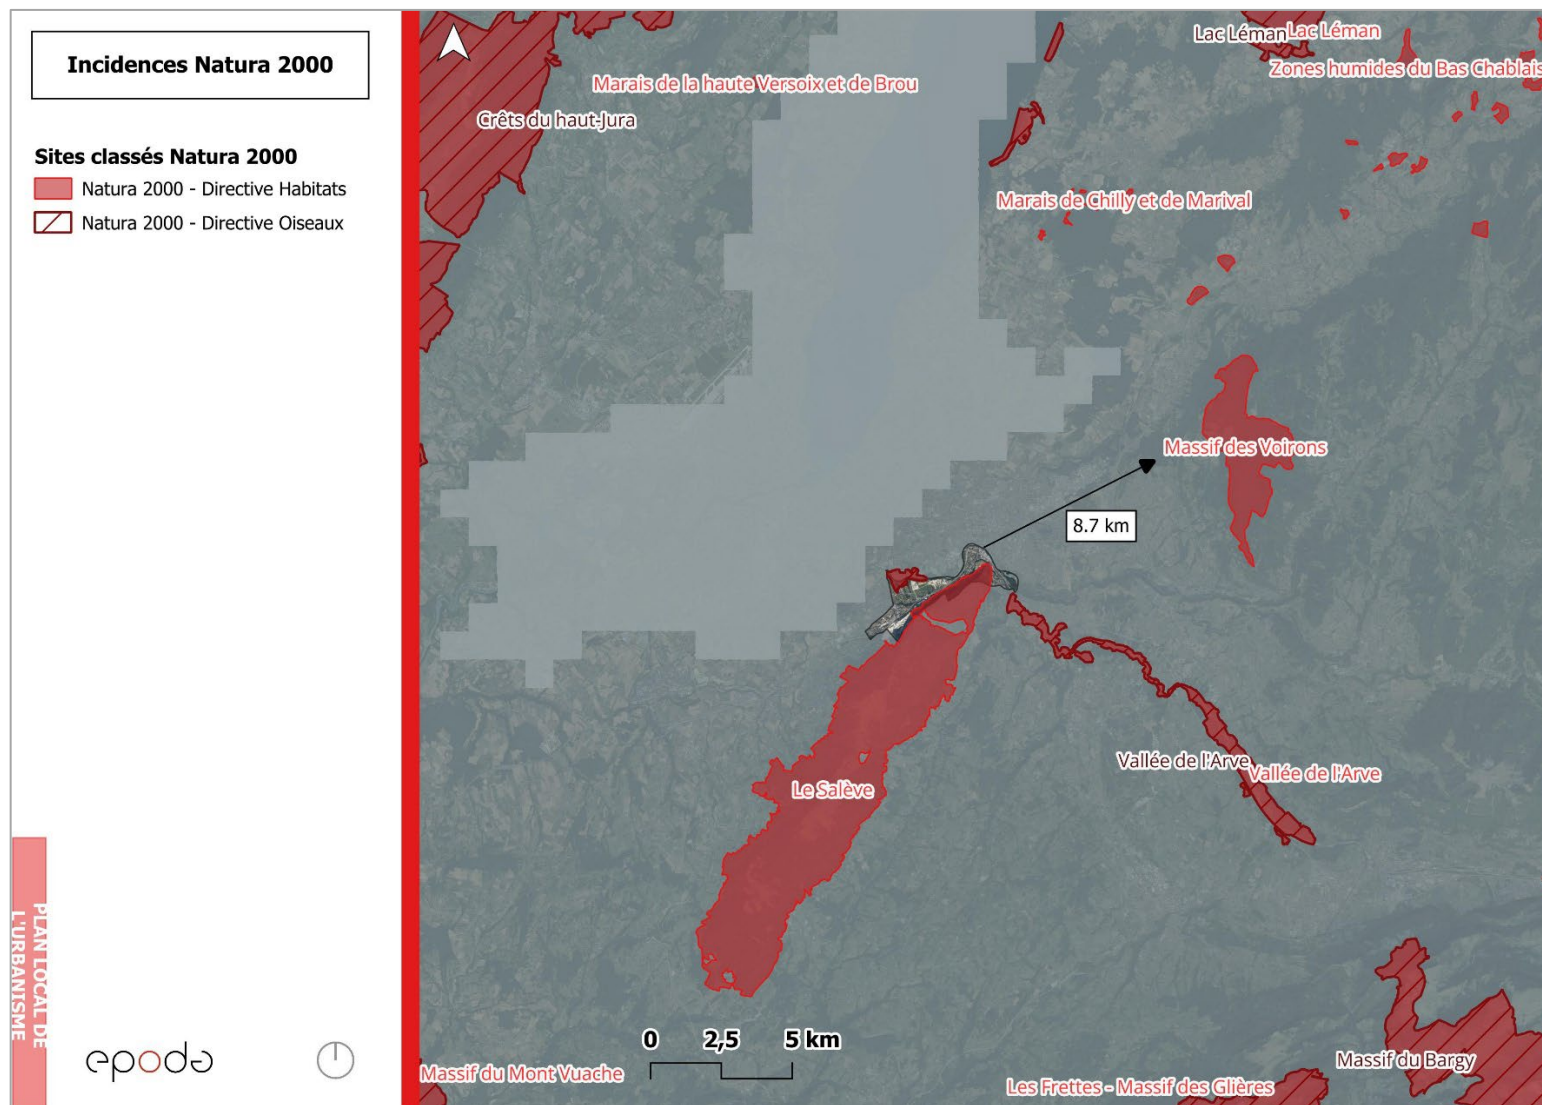 Incidences Natura 2000
Sites classés Natura 2000
Natura 2000 - Directive Habitats
Natura 2000 - Directive Oiseaux
PLAN LOCAL DE
L'URBANISME
epode
Lac Léman
Lac Léman
Zones humides du Bas Chablais
Marais de la haute Versoix et de Brou
Crêts du haut-Jura
Marais de Chilly et de Marival
Massif des Voirons
8.7 km
Vallée de l'Arve
Vallée de l'Arve
Le Salève
0 2,5 5 km
Massif du Mont Vuache
Les Frettes - Massif des Glières
Massif du Bargy